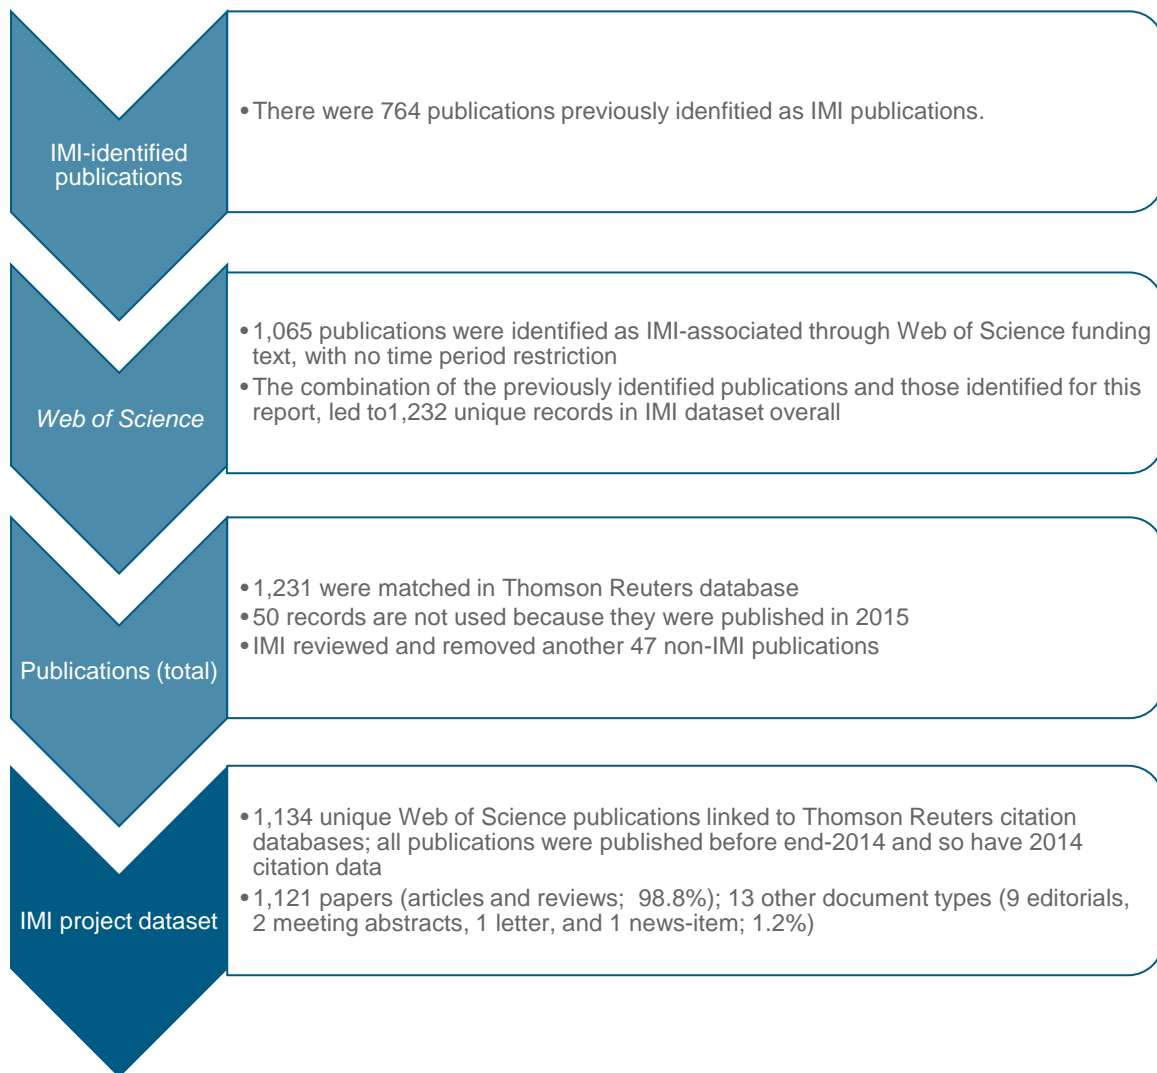 IMI-identified
publications
•There were 764 publications previously idenfitied as IMI publications.
Web of Science
•1,065 publications were identified as IMI-associated through Web of Science funding
text, with no time period restriction
•The combination of the previously identified publications and those identified for this
report, led to1,232 unique records in IMI dataset overall
Publications (total)
•1,231 were matched in Thomson Reuters database
•50 records are not used because they were published in 2015
•IMI reviewed and removed another 47 non-IMI publications
IMI project dataset
•1,134 unique Web of Science publications linked to Thomson Reuters citation
databases; all publications were published before end-2014 and so have 2014
citation data
•1,121 papers (articles and reviews; 98.8%); 13 other document types (9 editorials,
2 meeting abstracts, 1 letter, and 1 news-item; 1.2%)